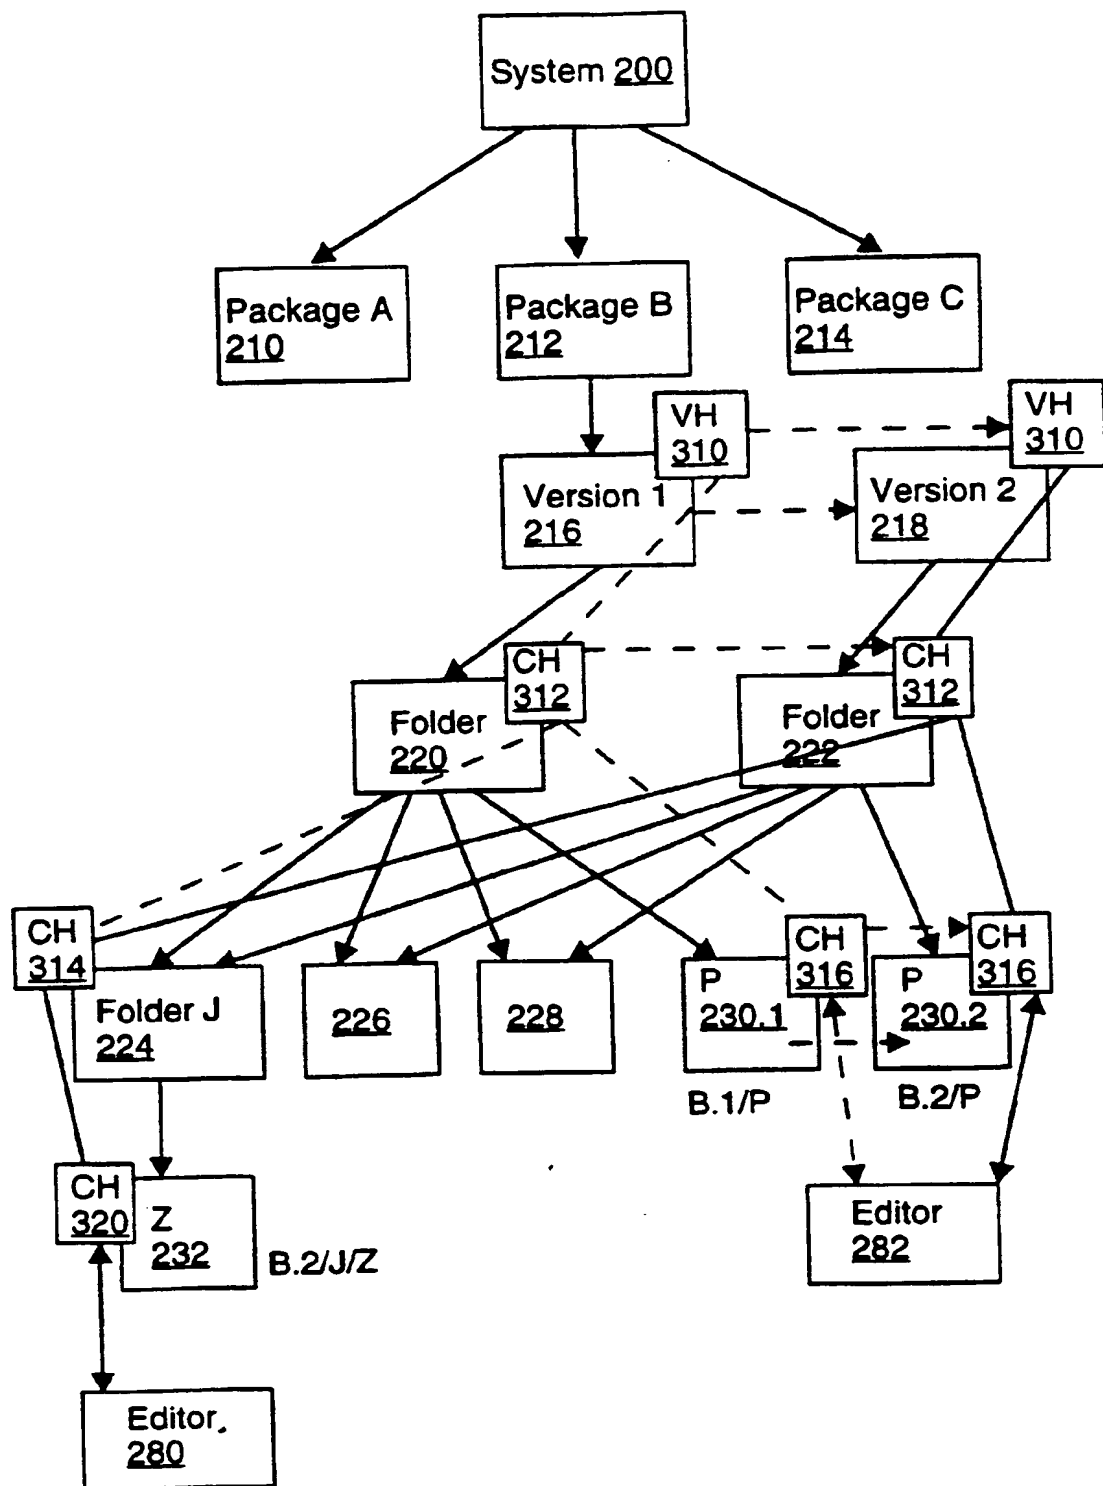 System 200
Package A
210
Package B
212
Package C
214
VH
310
VH
310
Version 1
216
Version 2
218
CH
312
CH
312
Folder
220
Folder
222
CH
314
Folder J
224
226
228
P
230.1
CH
316
P
230.2
CH
316
B.1/P
B.2/P
CH
320
Z
232
B.2/J/Z
Editor
282
Editor
280